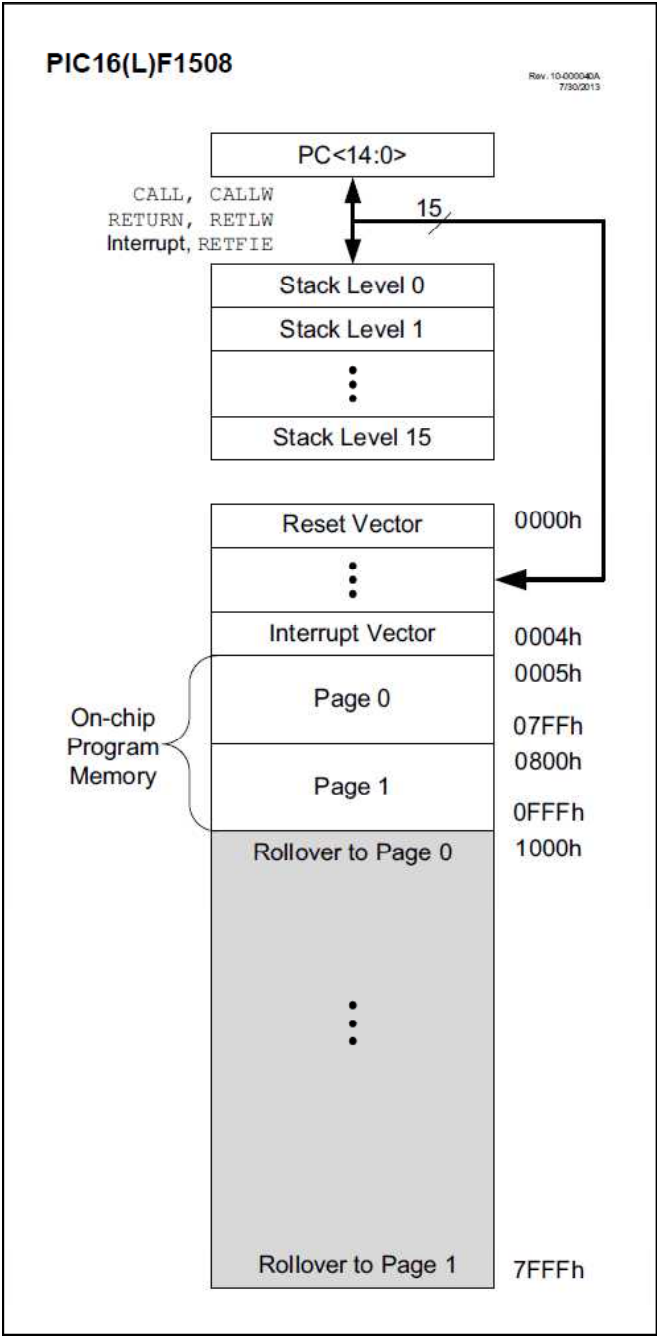 PIC16(L)F1508
Rev. 10-000040A
7/30/2013
PC<14:0>
CALL, CALLW
RETURN, RETLW
Interrupt, RETFIE
15
Stack Level 0
Stack Level 1
Stack Level 15
Reset Vector
0000h
Interrupt Vector
0004h
0005h
Page 0
On-chip
Program
Memory
07FFh
0800h
Page 1
0FFFh
Rollover to Page 0
1000h
Rollover to Page 1
7FFFh